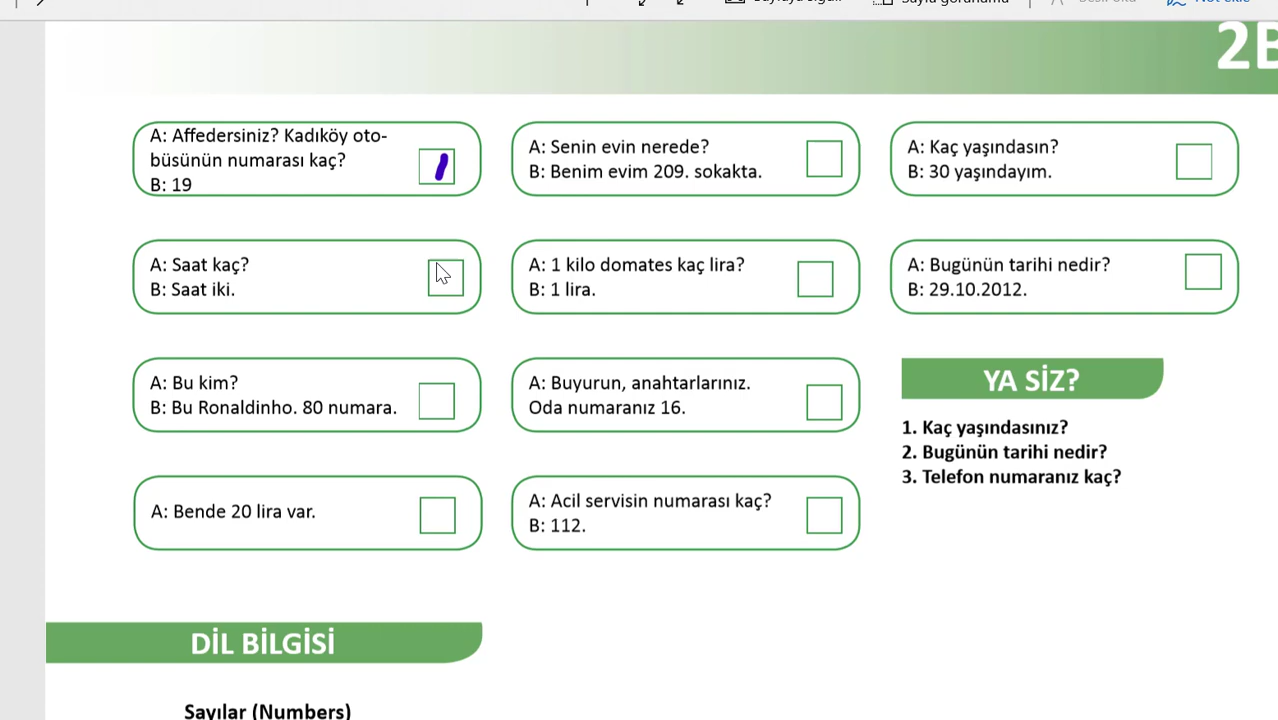 2B
A: Affedersiniz? Kadıköy oto-
büsünün numarası kaç?
B: 19
1
A: Senin evin nerede?
B: Benim evim 209. sokakta.
A: Kaç yaşındasın?
B: 30 yaşındayım.
A: Saat kaç?
B: Saat iki.
A: 1 kilo domates kaç lira?
B: 1 lira.
A: Bugünün tarihi nedir?
B: 29.10.2012.
A: Bu kim?
B: Bu Ronaldinho. 80 numara.
A: Buyurun, anahtarlarınız.
Oda numaranız 16.
YA SİZ?
1. Kaç yaşındasınız?
2. Bugünün tarihi nedir?
3. Telefon numaranız kaç?
A: Bende 20 lira var.
A: Acil servisin numarası kaç?
B: 112.
DİL BİLGİSİ
Sayılar (Numbers)